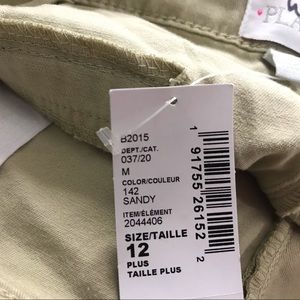 B2015
DEPT./CAT.
037/20
M
COLOR/COULEUR
142
SANDY
ITEM/ÉLÉMENT
2044406
SIZE/TAILLE
12
PLUS
TAILLE PLUS
1 91755 26152 2